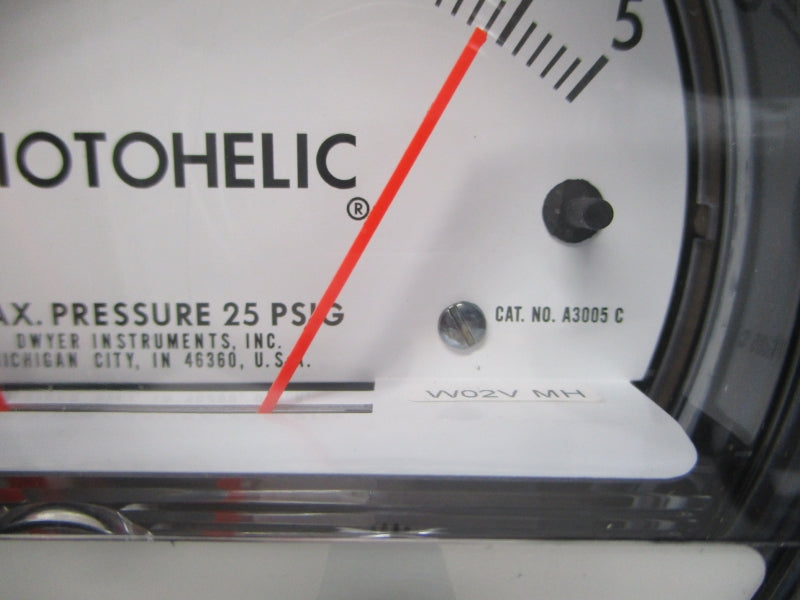 5
HOTOHELIC
®
AX. PRESSURE 25 PSIG
DWYER INSTRUMENTS, INC.
MICHIGAN CITY, IN 46360, U.S.A.
CAT. NO. A3005 C
W02V MH